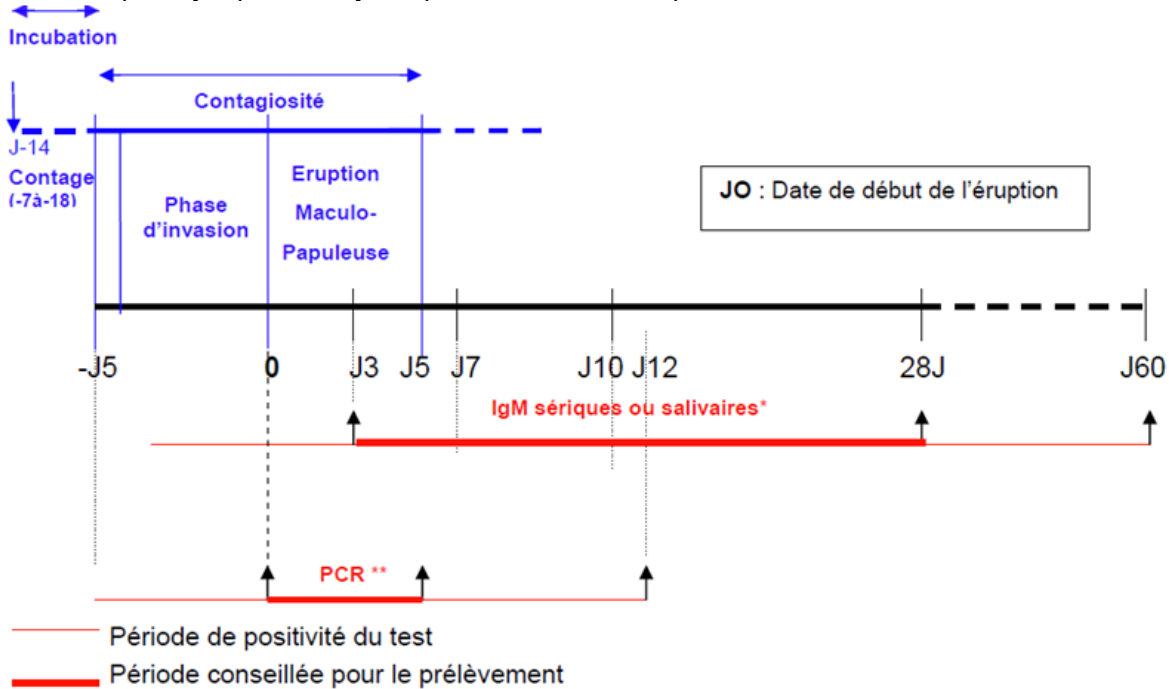 Incubation
Contagiosité
J-14
Contage
(-7à-18)
Phase
d'invasion
Eruption
Maculo-
Papuleuse
JO : Date de début de l'éruption
-J5 0 J3 J5 J7 J10 J12 28J J60
IgM sériques ou salivaires*
PCR **
Période de positivité du test
Période conseillée pour le prélèvement